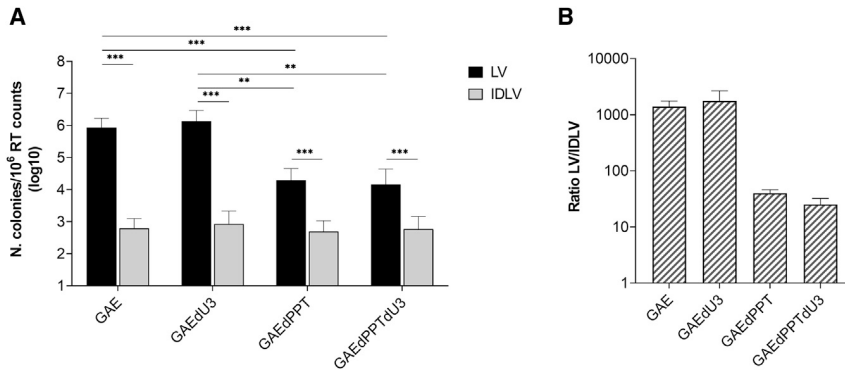 A
N. colonies/10⁶ RT counts
(log10)
8
7
6
5
4
3
2
1
***
***
***
**
**
***
***
***
GAE
GAEdU3
GAEdPPT
GAEdPPTdU3
LV
IDLV
B
Ratio LV/IDLV
10000
1000
100
10
1
GAE
GAEdU3
GAEdPPT
GAEdPPTdU3